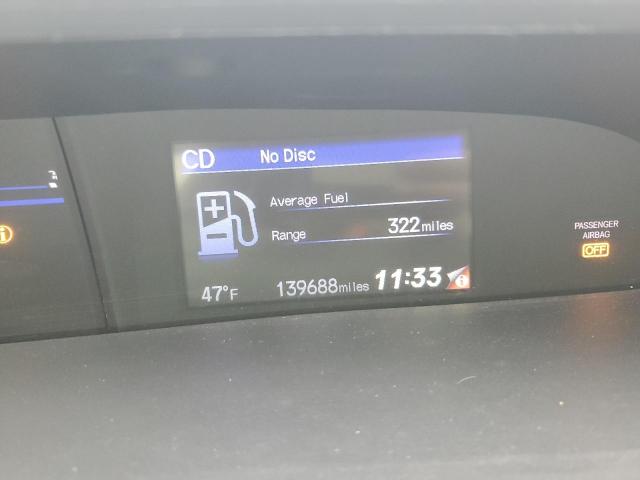 CD No Disc
Average Fuel
Range 322 miles
47°F 139688 miles 11:33
PASSENGER
AIRBAG
OFF